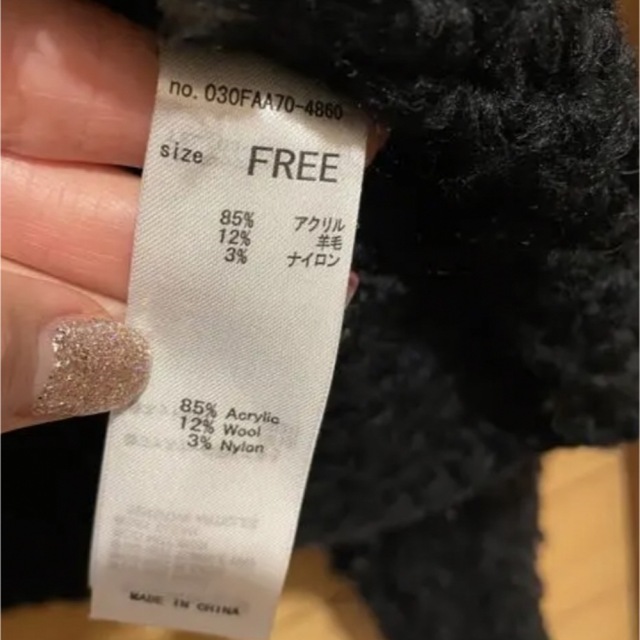 no. 030FAA70-4860
size FREE
85% アクリル
12% 羊毛
3% ナイロン
85% Acrylic
12% Wool
3% Nylon
MADE IN CHINA